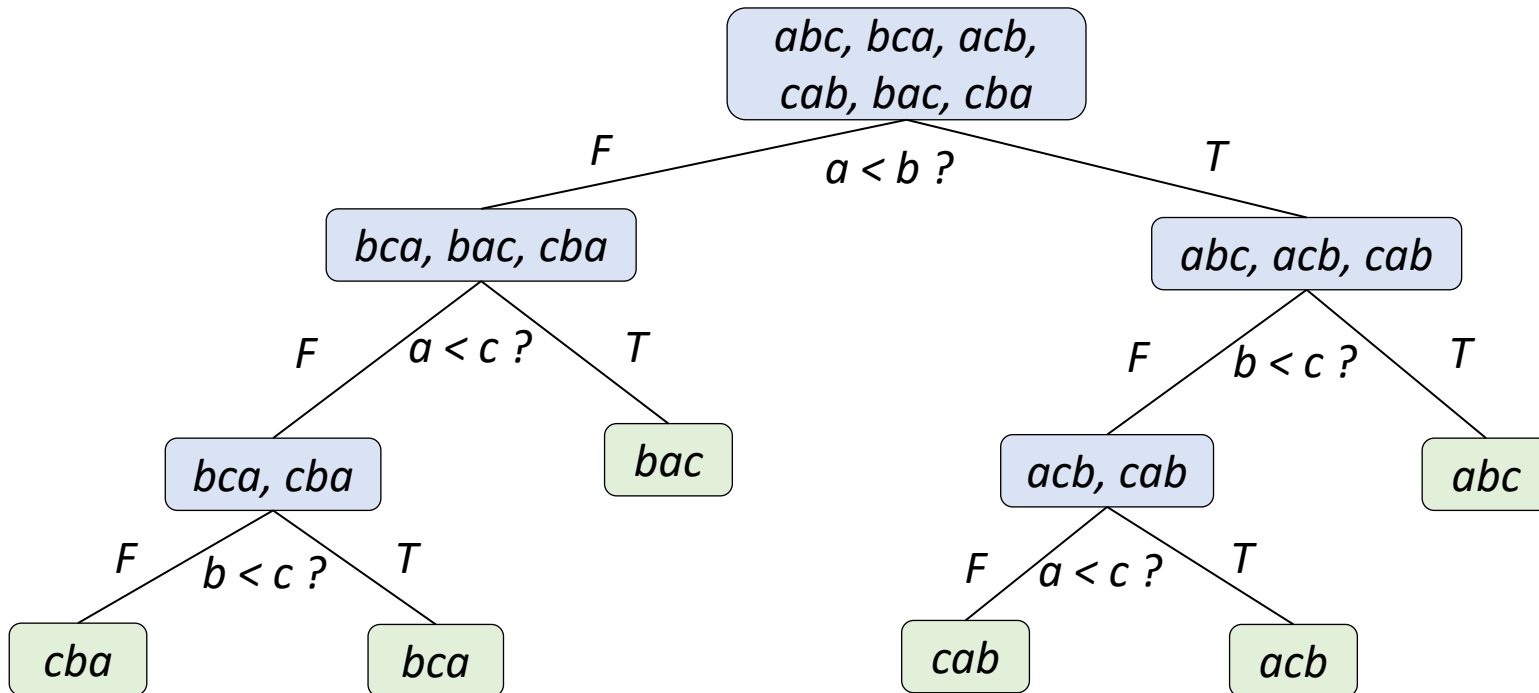 abc, bca, acb,
cab, bac, cba
F
a < b ?
T
bca, bac, cba
abc, acb, cab
F
a < c ?
T
F
b < c ?
T
bca, cba
bac
acb, cab
abc
F
b < c ?
T
F
a < c ?
T
cba
bca
cab
acb